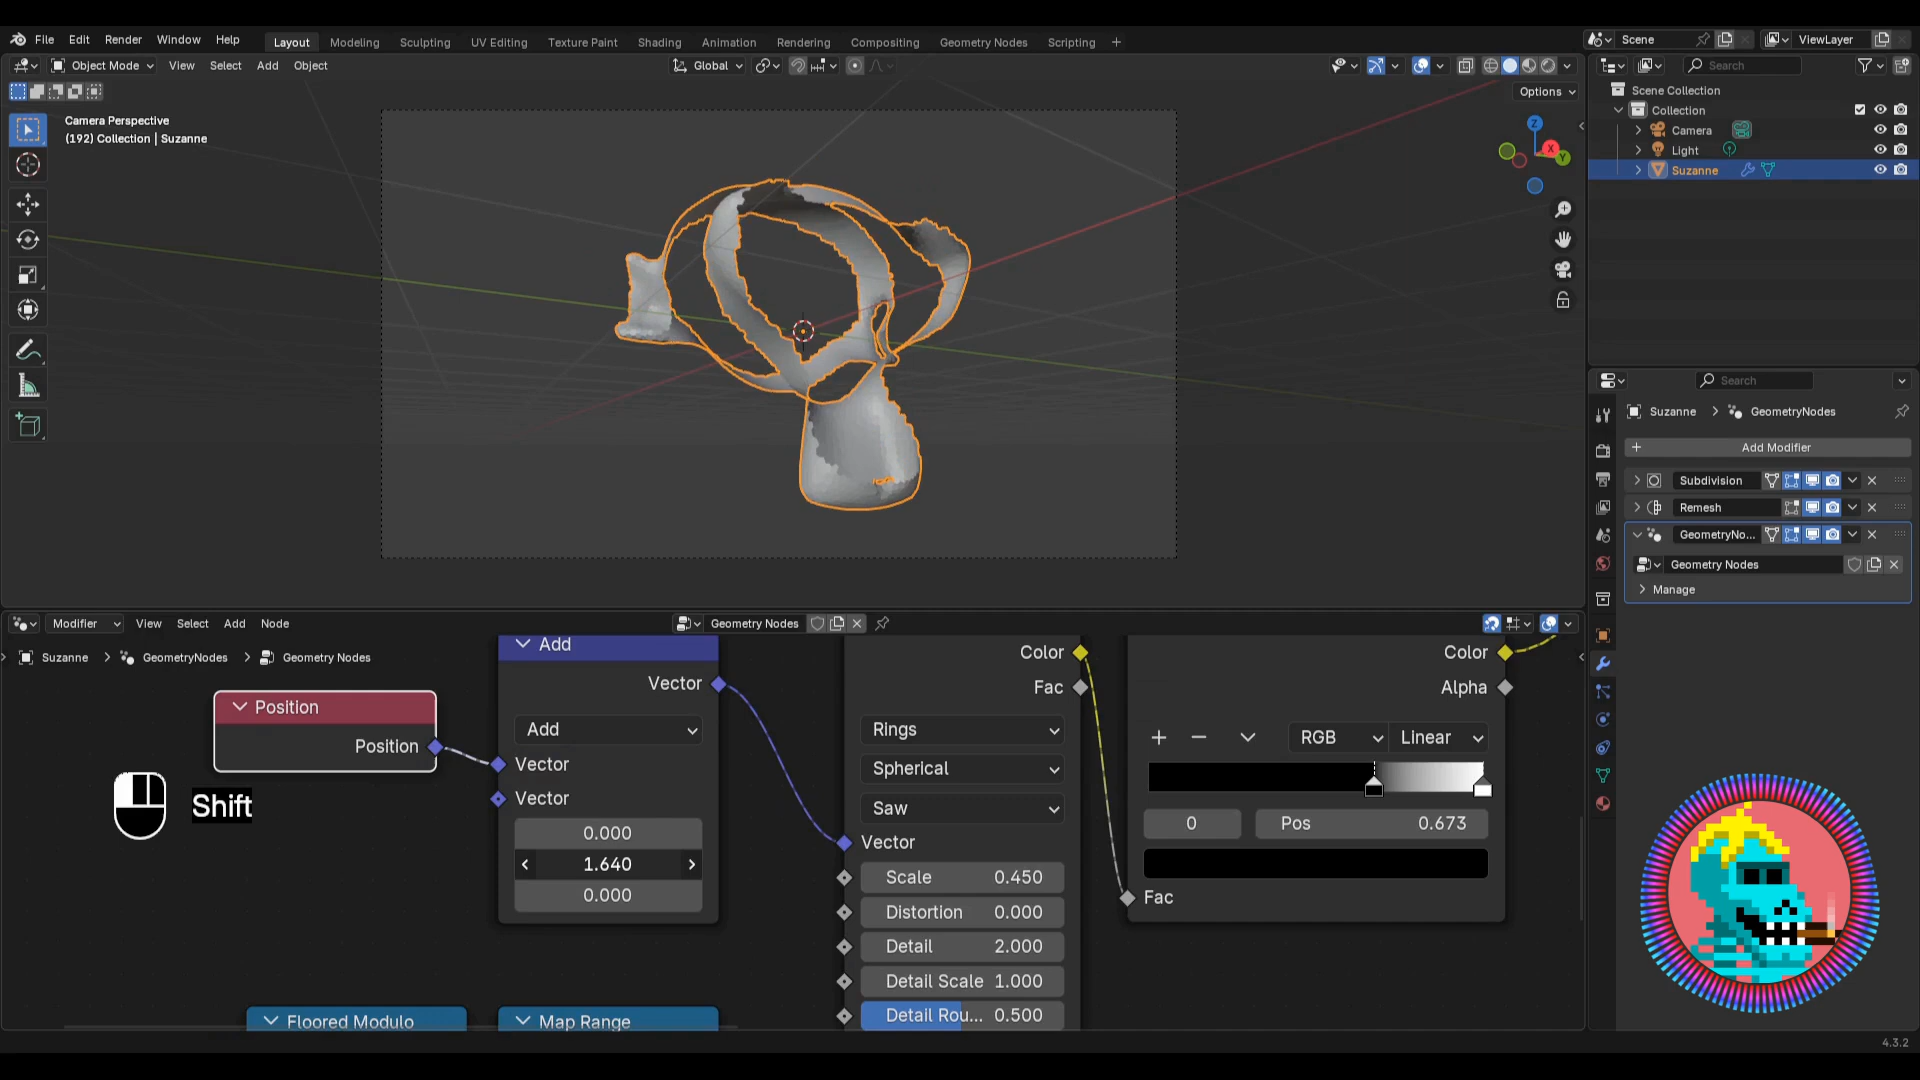 File Edit Render Window Help
Layout Modeling Sculpting UV Editing Texture Paint Shading Animation Rendering Compositing Geometry Nodes Scripting +
Scene
ViewLayer
Object Mode View Select Add Object
Global
Search
Options
Camera Perspective
(192) Collection | Suzanne
Z
X
Y
Scene Collection
Collection
Camera
Light
Suzanne
Search
Suzanne > GeometryNodes
+ Add Modifier
Subdivision
Remesh
GeometryNo...
Geometry Nodes
Manage
Modifier View Select Add Node
Geometry Nodes
Suzanne > GeometryNodes > Geometry Nodes
Position
Position
Shift
Add
Vector
Add
Vector
Vector
0.000
< 1.640 >
0.000
Floored Modulo
Map Range
Color
Fac
Rings
Spherical
Saw
Vector
Scale 0.450
Distortion 0.000
Detail 2.000
Detail Scale 1.000
Detail Rou... 0.500
Color
Alpha
+ − RGB Linear
0 Pos 0.673
Fac
4.3.2